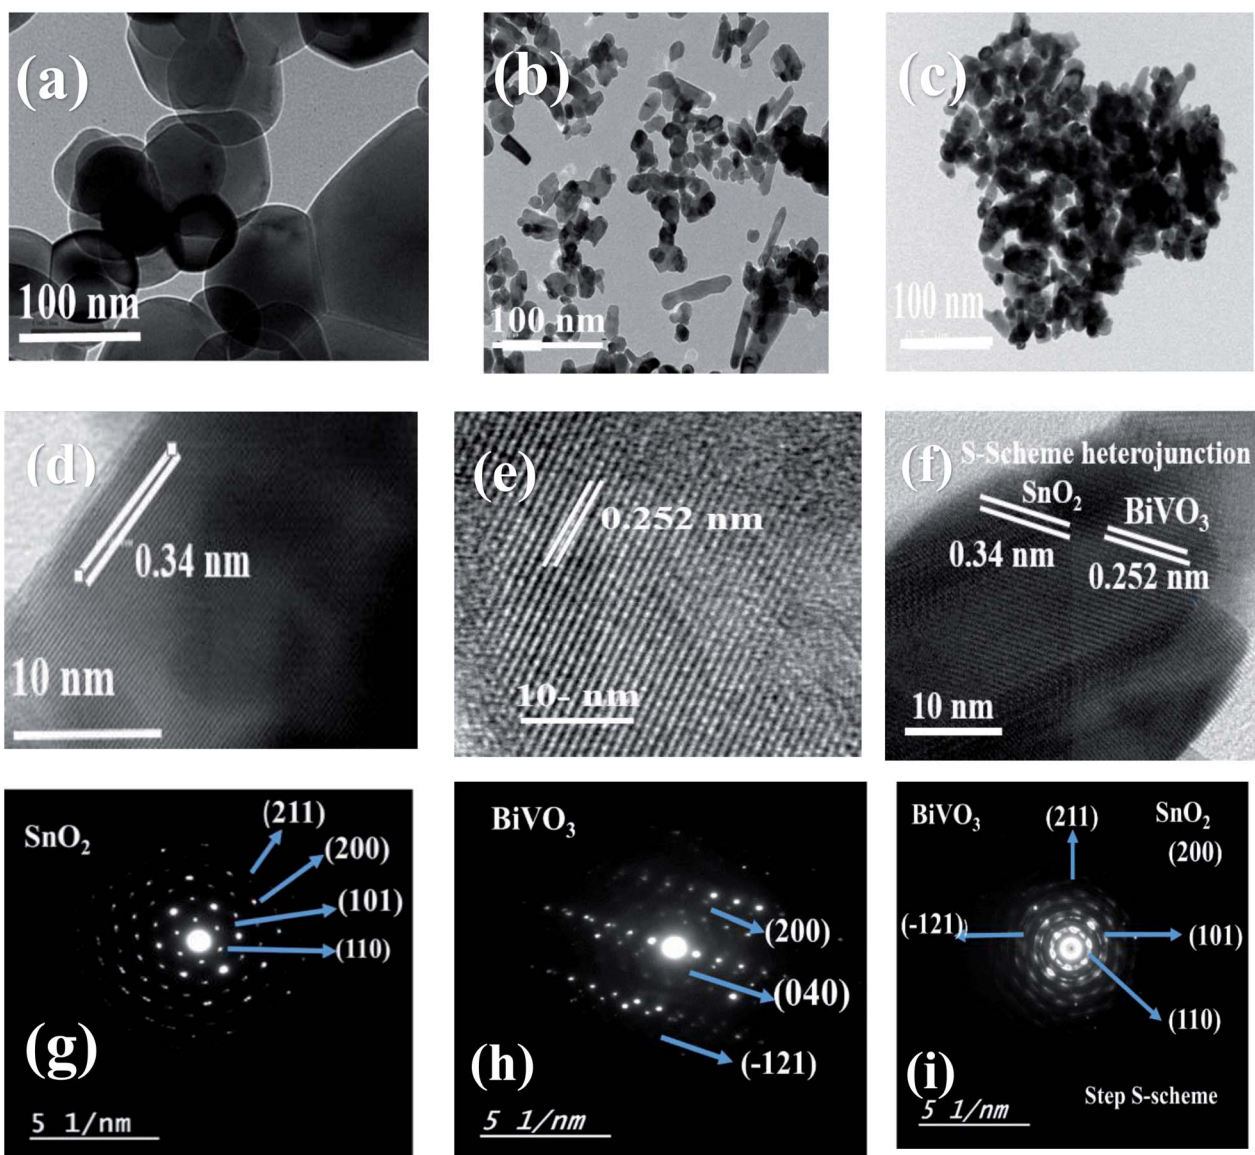 (a)
100 nm
(b)
100 nm
(c)
100 nm
(d)
0.34 nm
10 nm
(e)
0.252 nm
10- nm
(f)
S-Scheme heterojunction
SnO₂
BiVO₃
0.34 nm
0.252 nm
10 nm
SnO₂
(211)
(200)
(101)
(110)
(g)
5 1/nm
BiVO₃
(200)
(040)
(-121)
(h)
5 1/nm
BiVO₃
(211)
SnO₂
(200)
(-121)
(101)
(110)
(i)
Step S-scheme
5 1/nm